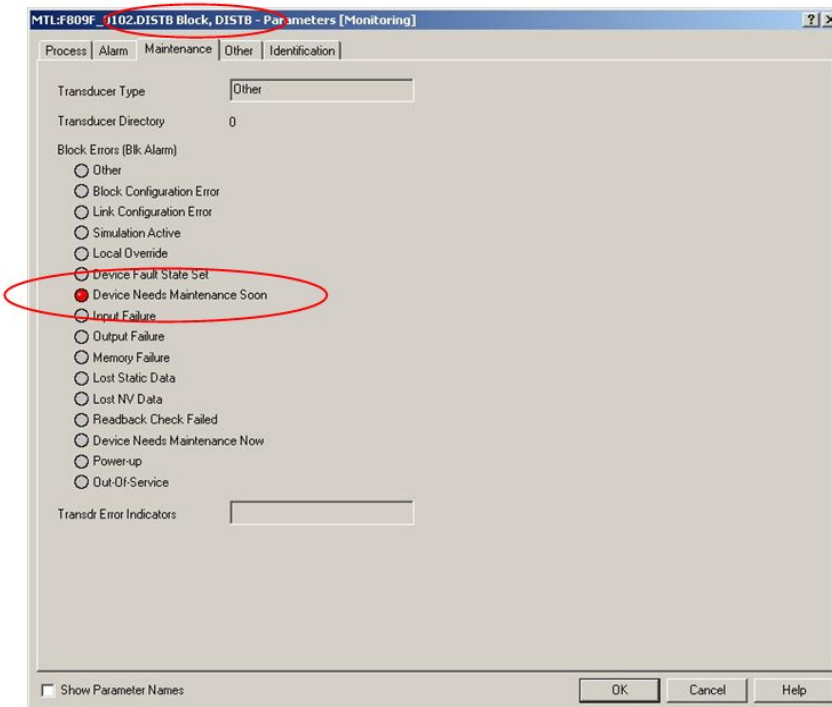 MTL:F809F_0102.DISTB Block, DISTB - Parameters [Monitoring]
Process Alarm Maintenance Other Identification
Transducer Type Other
Transducer Directory 0
Block Errors (Blk Alarm)
Other
Block Configuration Error
Link Configuration Error
Simulation Active
Local Override
Device Fault State Set
Device Needs Maintenance Soon
Input Failure
Output Failure
Memory Failure
Lost Static Data
Lost NV Data
Readback Check Failed
Device Needs Maintenance Now
Power-up
Out-Of-Service
Transdr Error Indicators
Show Parameter Names OK Cancel Help